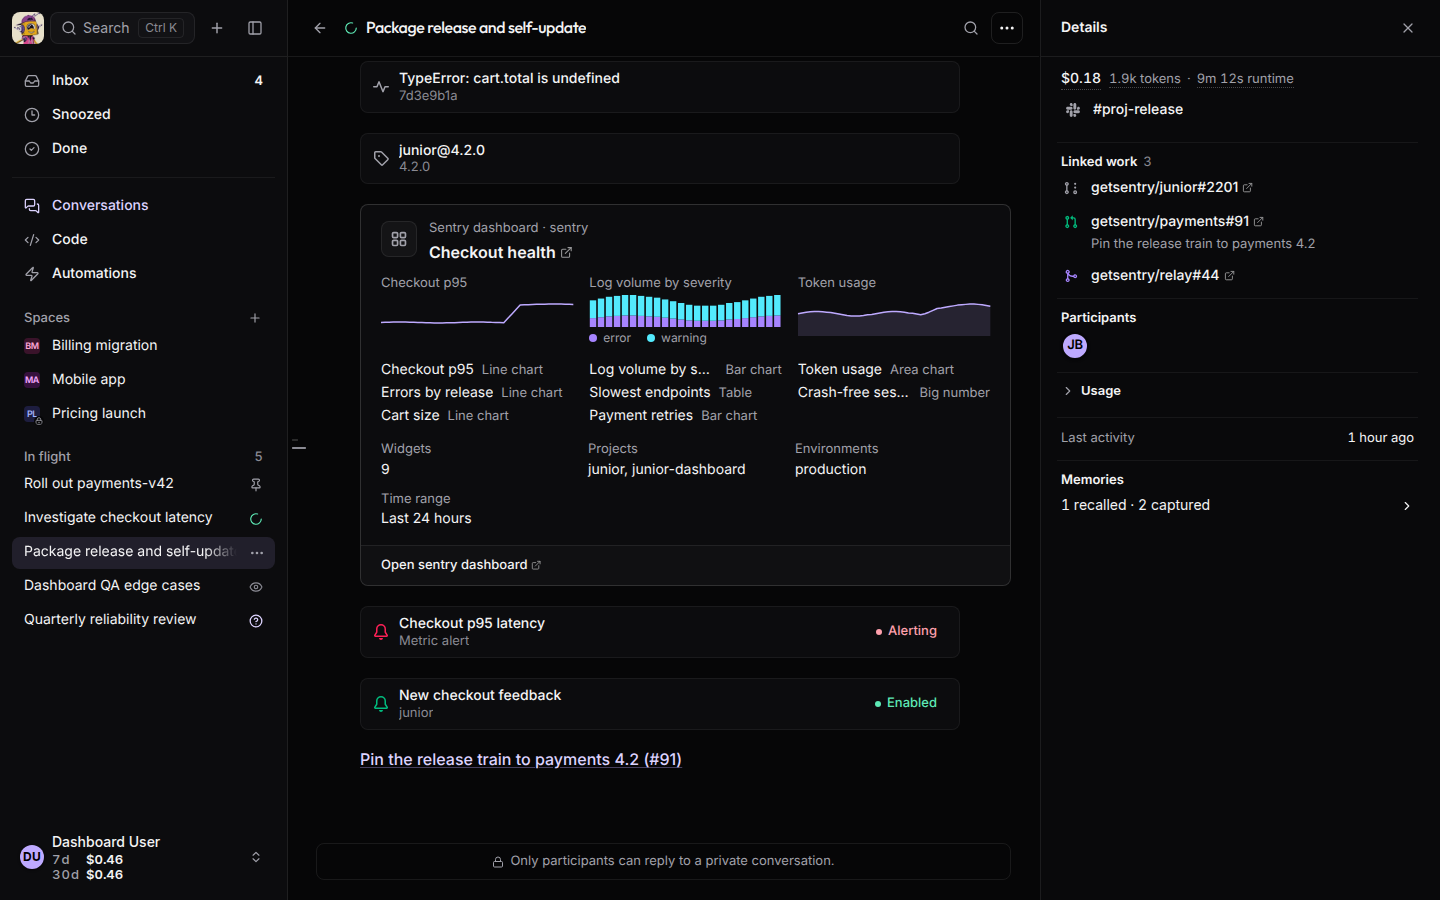 Search Ctrl K
Inbox 4
Snoozed
Done
Conversations
Code
Automations
Spaces
BM Billing migration
MA Mobile app
PL Pricing launch
In flight 5
Roll out payments-v42
Investigate checkout latency
Package release and self-updat
Dashboard QA edge cases
Quarterly reliability review
DU Dashboard User
7d $0.46
30d $0.46
Package release and self-update
TypeError: cart.total is undefined
7d3e9b1a
junior@4.2.0
4.2.0
Sentry dashboard · sentry
Checkout health
Checkout p95
Log volume by severity
Token usage
error warning
Checkout p95 Line chart
Log volume by s... Bar chart
Token usage Area chart
Errors by release Line chart
Slowest endpoints Table
Crash-free ses... Big number
Cart size Line chart
Payment retries Bar chart
Widgets
9
Projects
junior, junior-dashboard
Environments
production
Time range
Last 24 hours
Open sentry dashboard
Checkout p95 latency
Metric alert
Alerting
New checkout feedback
junior
Enabled
Pin the release train to payments 4.2 (#91)
Only participants can reply to a private conversation.
Details
$0.18 1.9k tokens · 9m 12s runtime
#proj-release
Linked work 3
getsentry/junior#2201
getsentry/payments#91
Pin the release train to payments 4.2
getsentry/relay#44
Participants
JB
Usage
Last activity 1 hour ago
Memories
1 recalled · 2 captured